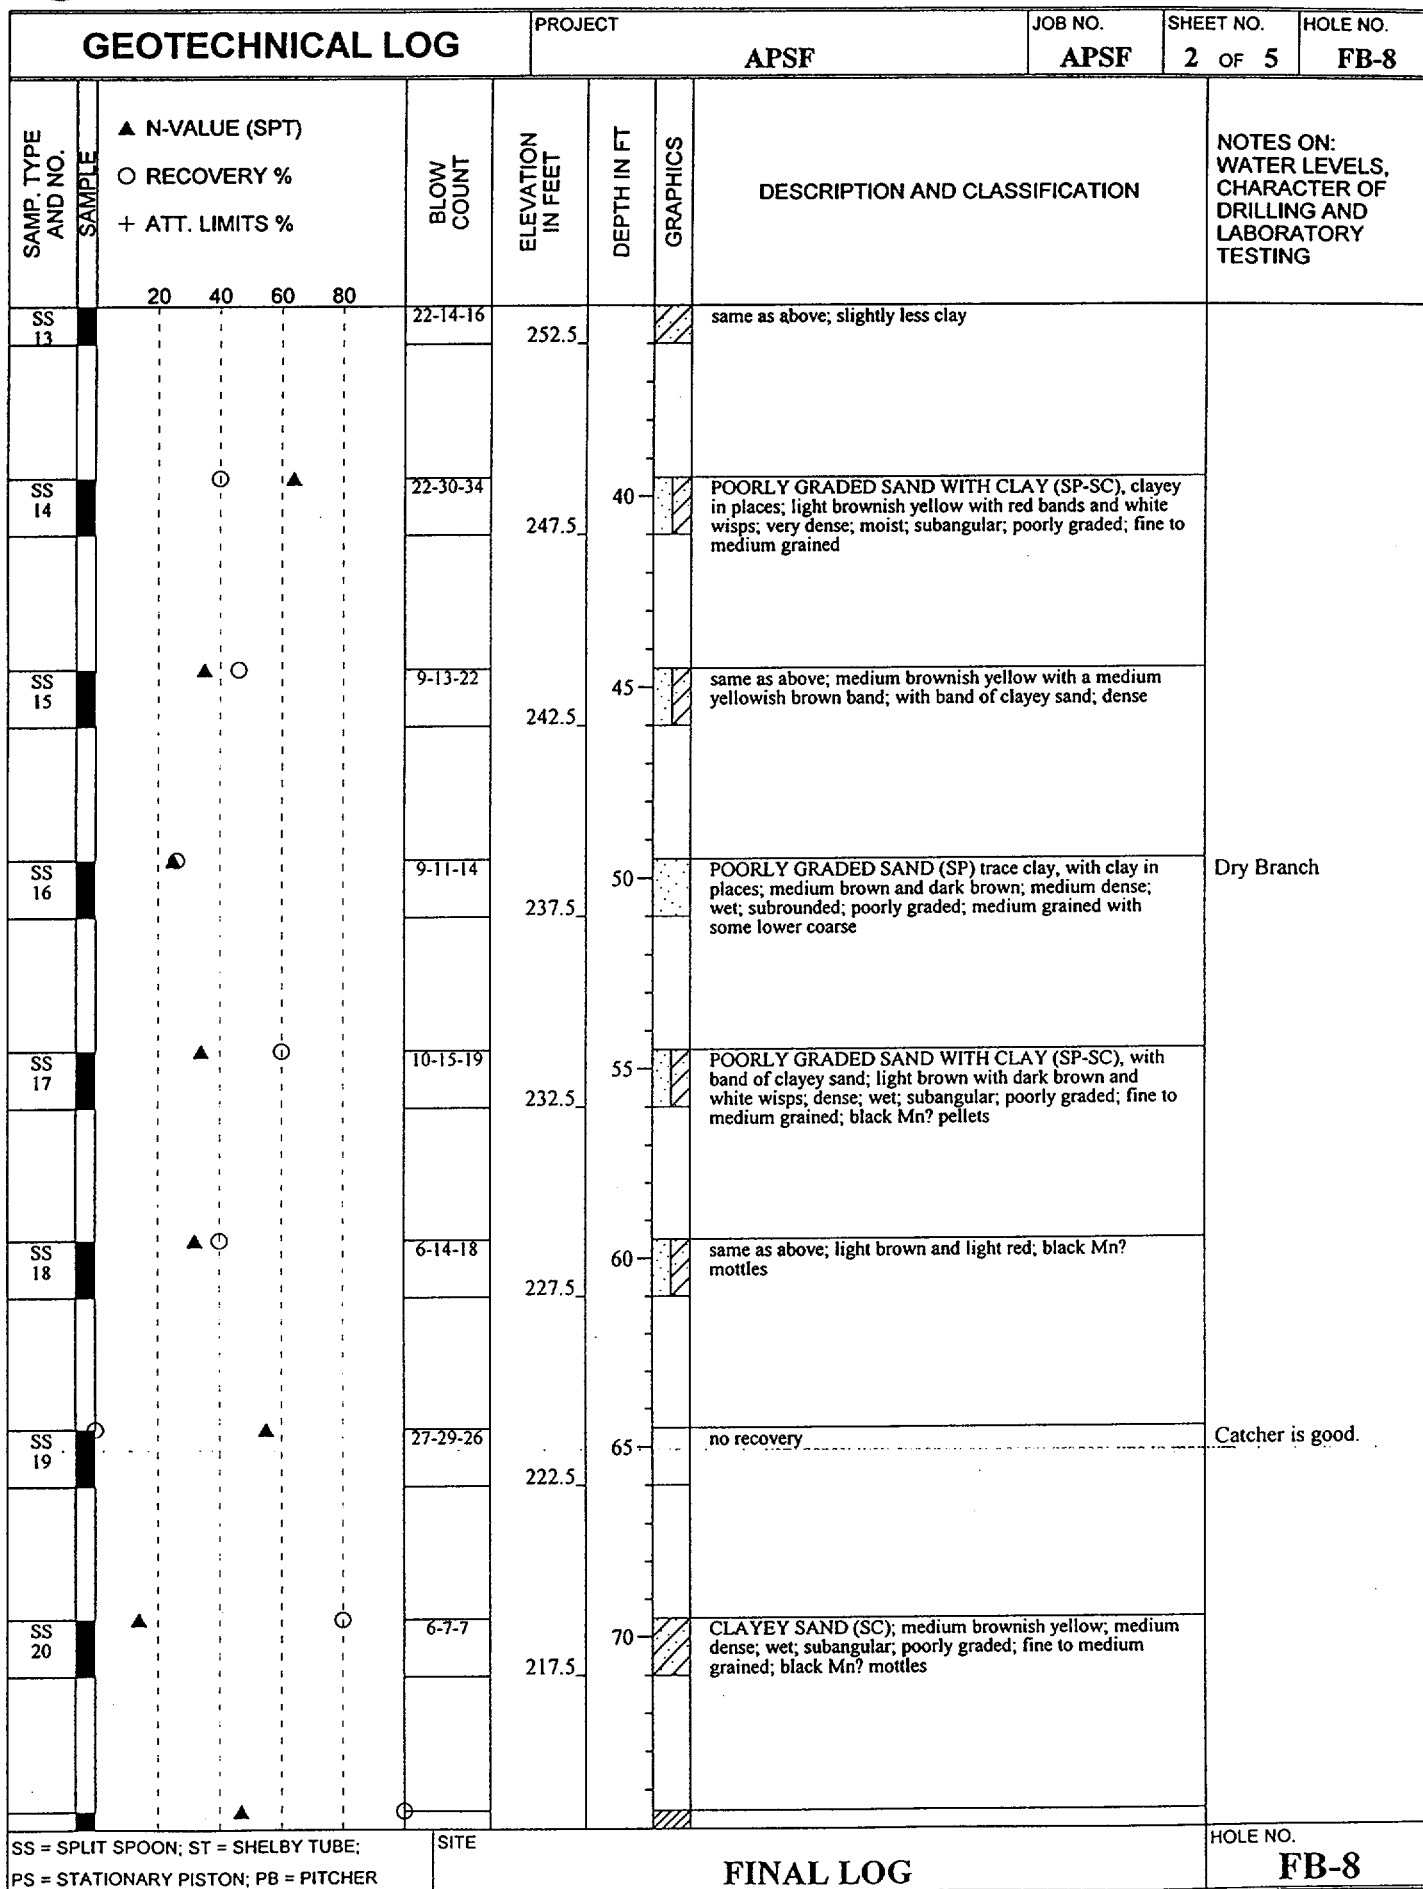 GEOTECHNICAL LOG
PROJECT
APSF
JOB NO.
APSF
SHEET NO.
2 OF 5
HOLE NO.
FB-8
SAMP. TYPE
AND NO.
SAMPLE
▲ N-VALUE (SPT)
○ RECOVERY %
+ ATT. LIMITS %
20 40 60 80
BLOW
COUNT
ELEVATION
IN FEET
DEPTH IN FT
GRAPHICS
DESCRIPTION AND CLASSIFICATION
NOTES ON:
WATER LEVELS,
CHARACTER OF
DRILLING AND
LABORATORY
TESTING
SS
13
22-14-16
252.5
same as above; slightly less clay
SS
14
22-30-34
247.5
40
POORLY GRADED SAND WITH CLAY (SP-SC), clayey
in places; light brownish yellow with red bands and white
wisps; very dense; moist; subangular; poorly graded; fine to
medium grained
SS
15
9-13-22
242.5
45
same as above; medium brownish yellow with a medium
yellowish brown band; with band of clayey sand; dense
SS
16
9-11-14
237.5
50
POORLY GRADED SAND (SP) trace clay, with clay in
places; medium brown and dark brown; medium dense;
wet; subrounded; poorly graded; medium grained with
some lower coarse
Dry Branch
SS
17
10-15-19
232.5
55
POORLY GRADED SAND WITH CLAY (SP-SC), with
band of clayey sand; light brown with dark brown and
white wisps; dense; wet; subangular; poorly graded; fine to
medium grained; black Mn? pellets
SS
18
6-14-18
227.5
60
same as above; light brown and light red; black Mn?
mottles
SS
19
27-29-26
222.5
65
no recovery
Catcher is good.
SS
20
6-7-7
217.5
70
CLAYEY SAND (SC); medium brownish yellow; medium
dense; wet; subangular; poorly graded; fine to medium
grained; black Mn? mottles
SS = SPLIT SPOON; ST = SHELBY TUBE;
PS = STATIONARY PISTON; PB = PITCHER
SITE
FINAL LOG
HOLE NO.
FB-8